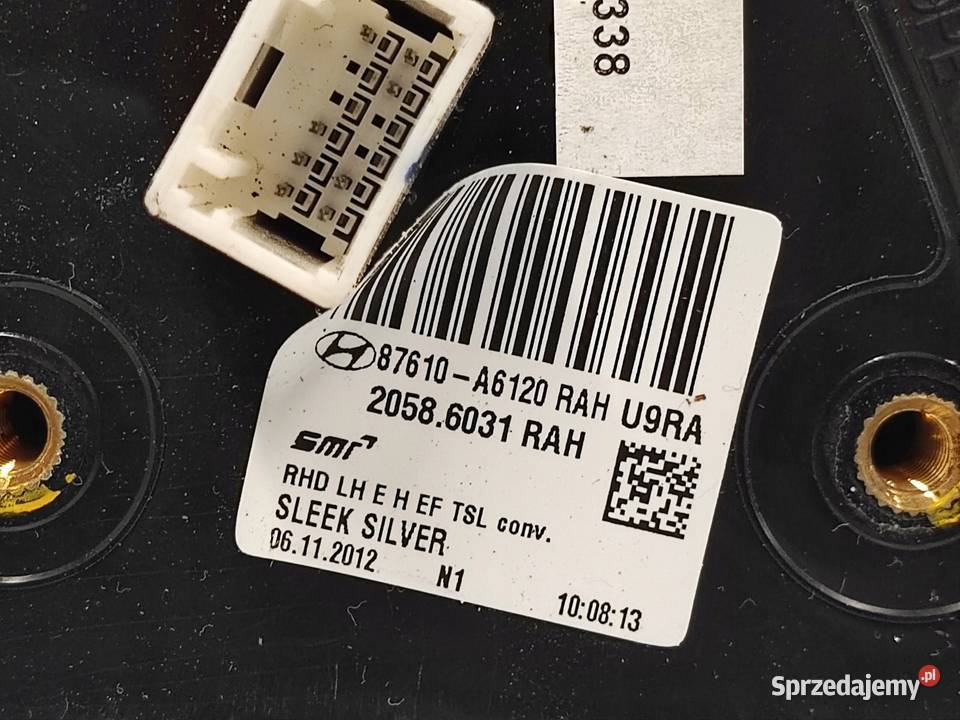 338
87610-A6120 RAH U9RA
2058.6031 RAH
smr
RHD LH E H EF TSL conv.
SLEEK SILVER
06.11.2012 N1 10:08:13
Sprzedajemy.pl